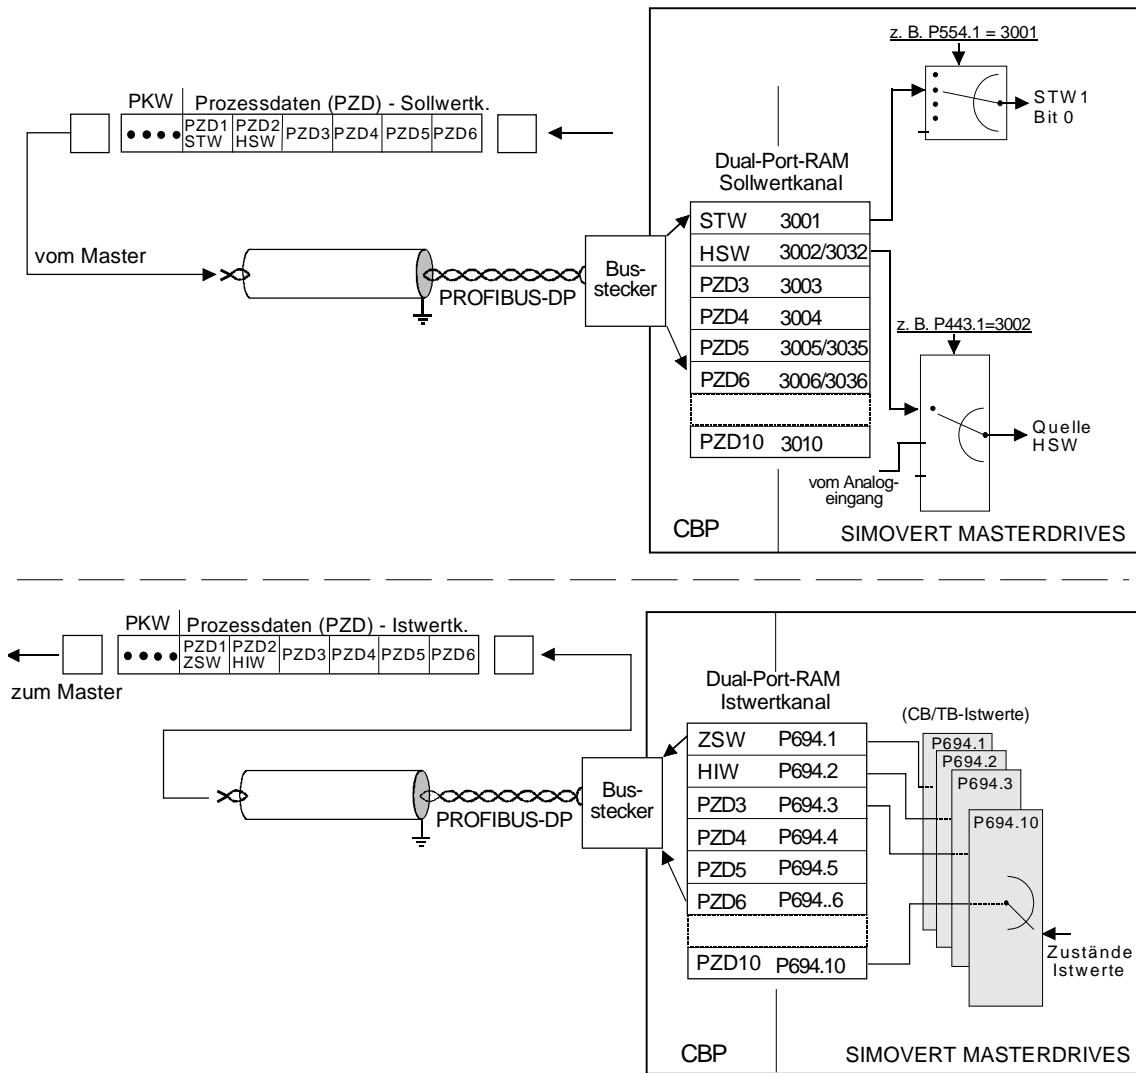 z. B. P554.1 = 3001
PKW Prozessdaten (PZD) - Sollwertk.
PZD1 STW
PZD2 HSW
PZD3 PZD4 PZD5 PZD6
STW1
Bit 0
Dual-Port-RAM
Sollwertkanal
STW 3001
HSW 3002/3032
PZD3 3003
PZD4 3004
PZD5 3005/3035
PZD6 3006/3036
PZD10 3010
vom Master
PROFIBUS-DP
Bus-
stecker
z. B. P443.1=3002
Quelle
HSW
vom Analog-
eingang
CBP
SIMOVERT MASTERDRIVES
PKW Prozessdaten (PZD) - Istwertk.
PZD1 ZSW
PZD2 HIW
PZD3 PZD4 PZD5 PZD6
zum Master
Dual-Port-RAM
Istwertkanal
ZSW P694.1
HIW P694.2
PZD3 P694.3
PZD4 P694.4
PZD5 P694.5
PZD6 P694..6
PZD10 P694.10
(CB/TB-Istwerte)
P694.1
P694.2
P694.3
P694.10
PROFIBUS-DP
Bus-
stecker
Zustände
Istwerte
CBP
SIMOVERT MASTERDRIVES